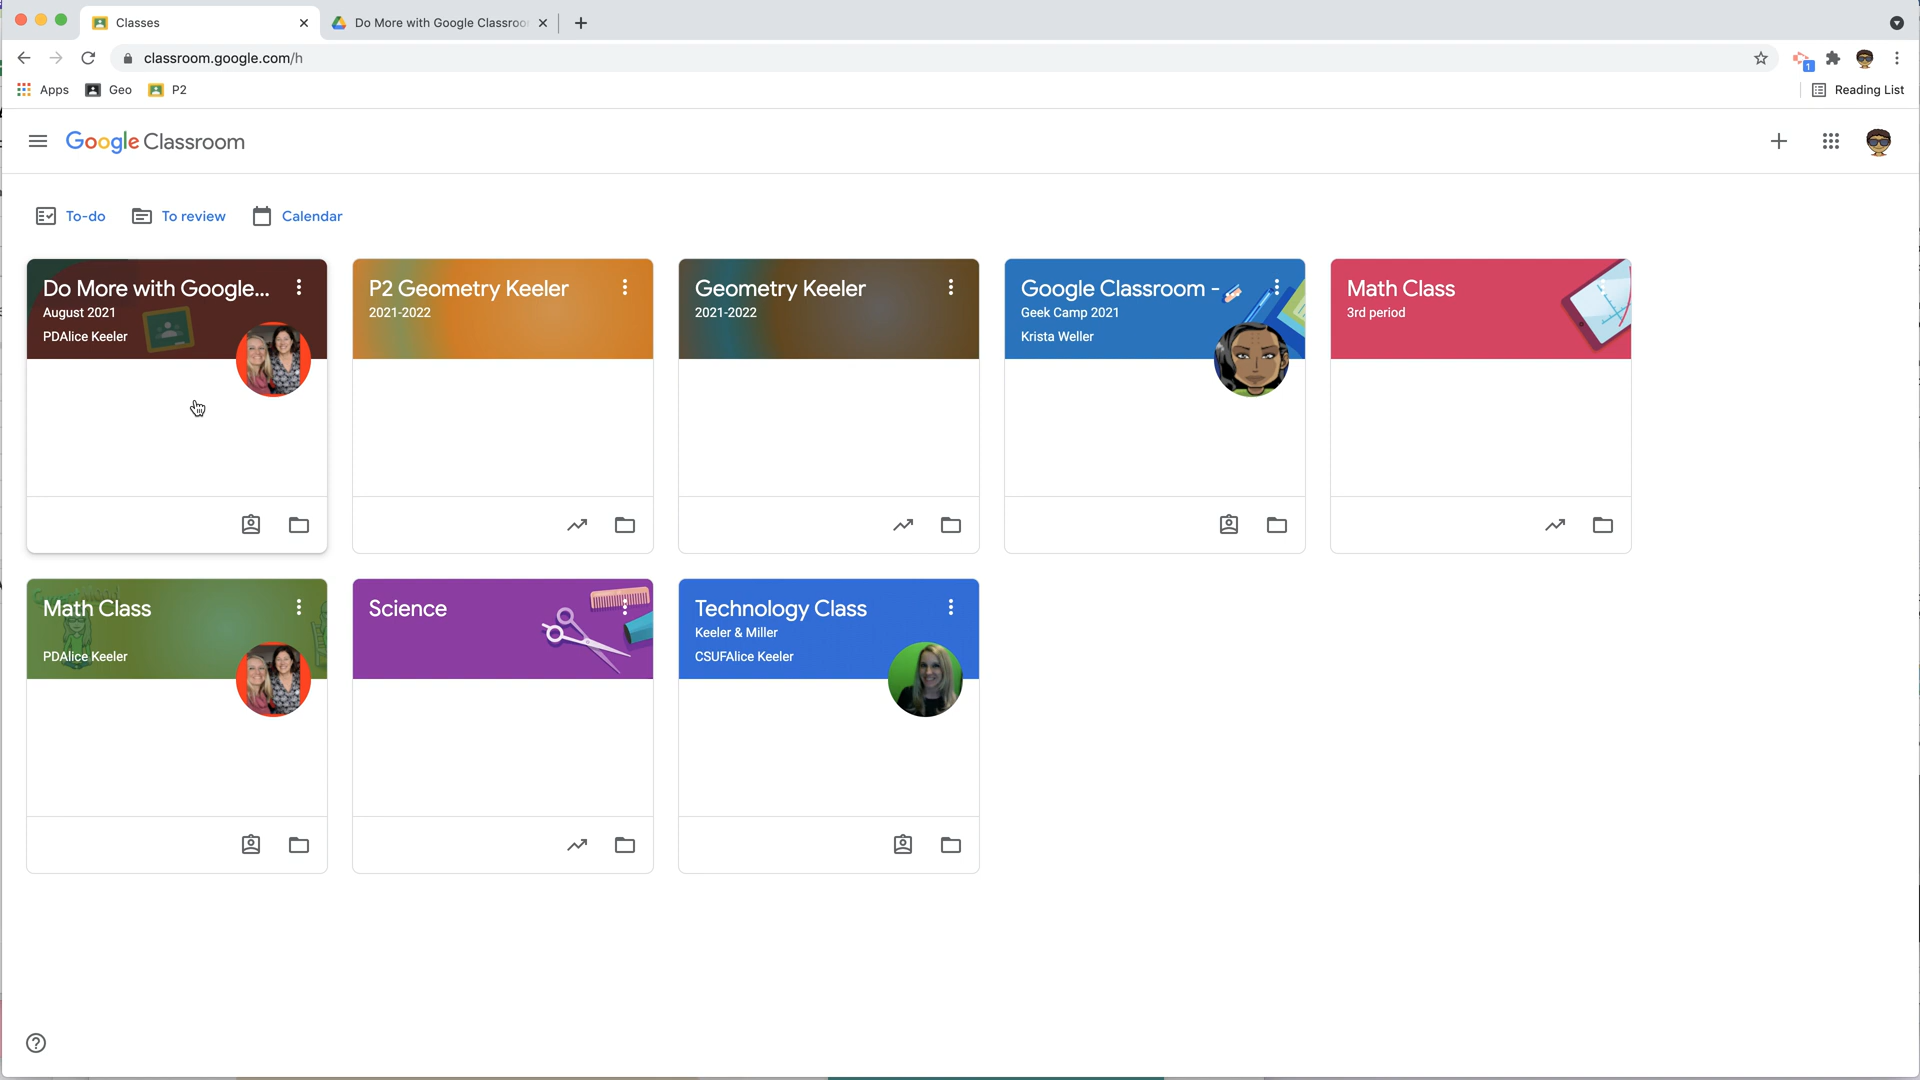 Classes
Do More with Google Classroo
classroom.google.com/h
1
Apps
Geo
P2
Reading List
Google Classroom
To-do
To review
Calendar
Do More with Google...
August 2021
PDAlice Keeler
P2 Geometry Keeler
2021-2022
Geometry Keeler
2021-2022
Google Classroom -
Geek Camp 2021
Krista Weller
Math Class
3rd period
Math Class
PDAlice Keeler
Science
Technology Class
Keeler & Miller
CSUFAlice Keeler